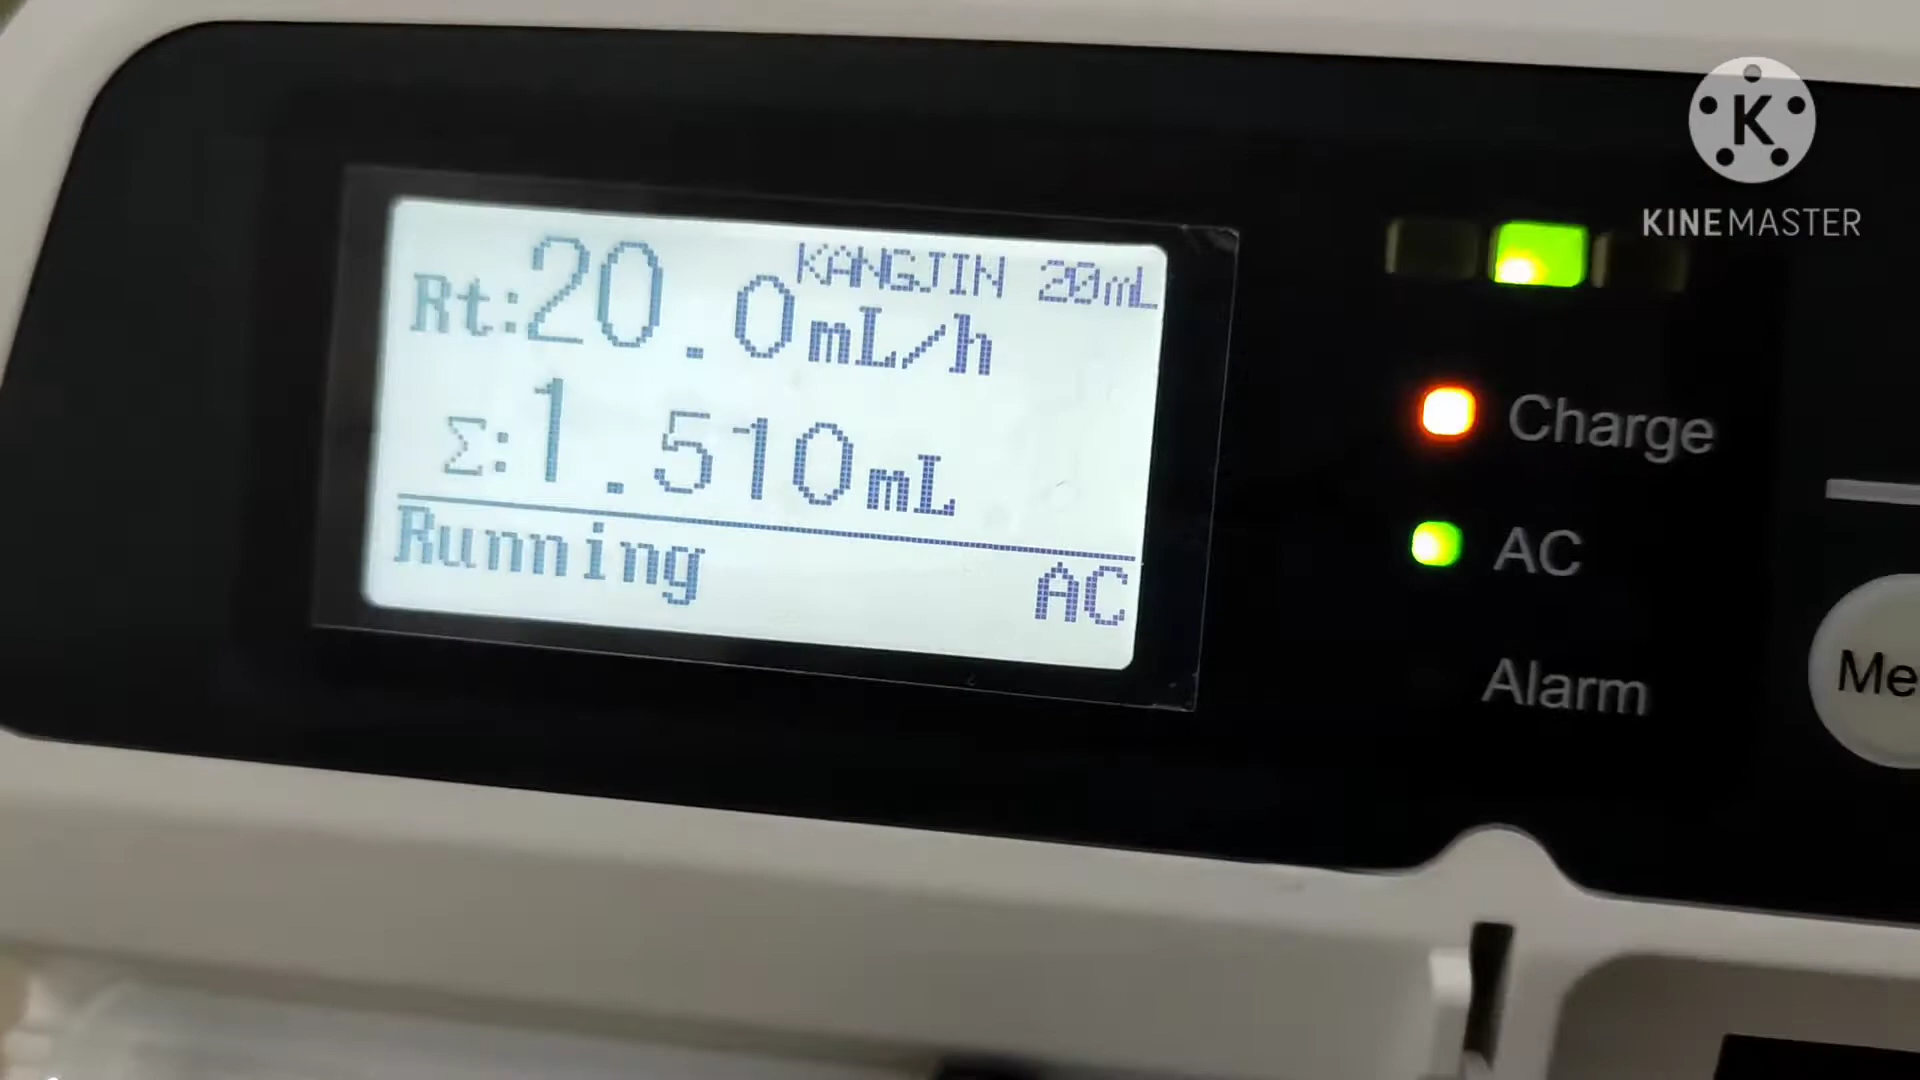 KANGJIN 20mL
Rt:20.0mL/h
Σ:1.510mL
Running AC
Charge
AC
Alarm
Me
K
KINEMASTER